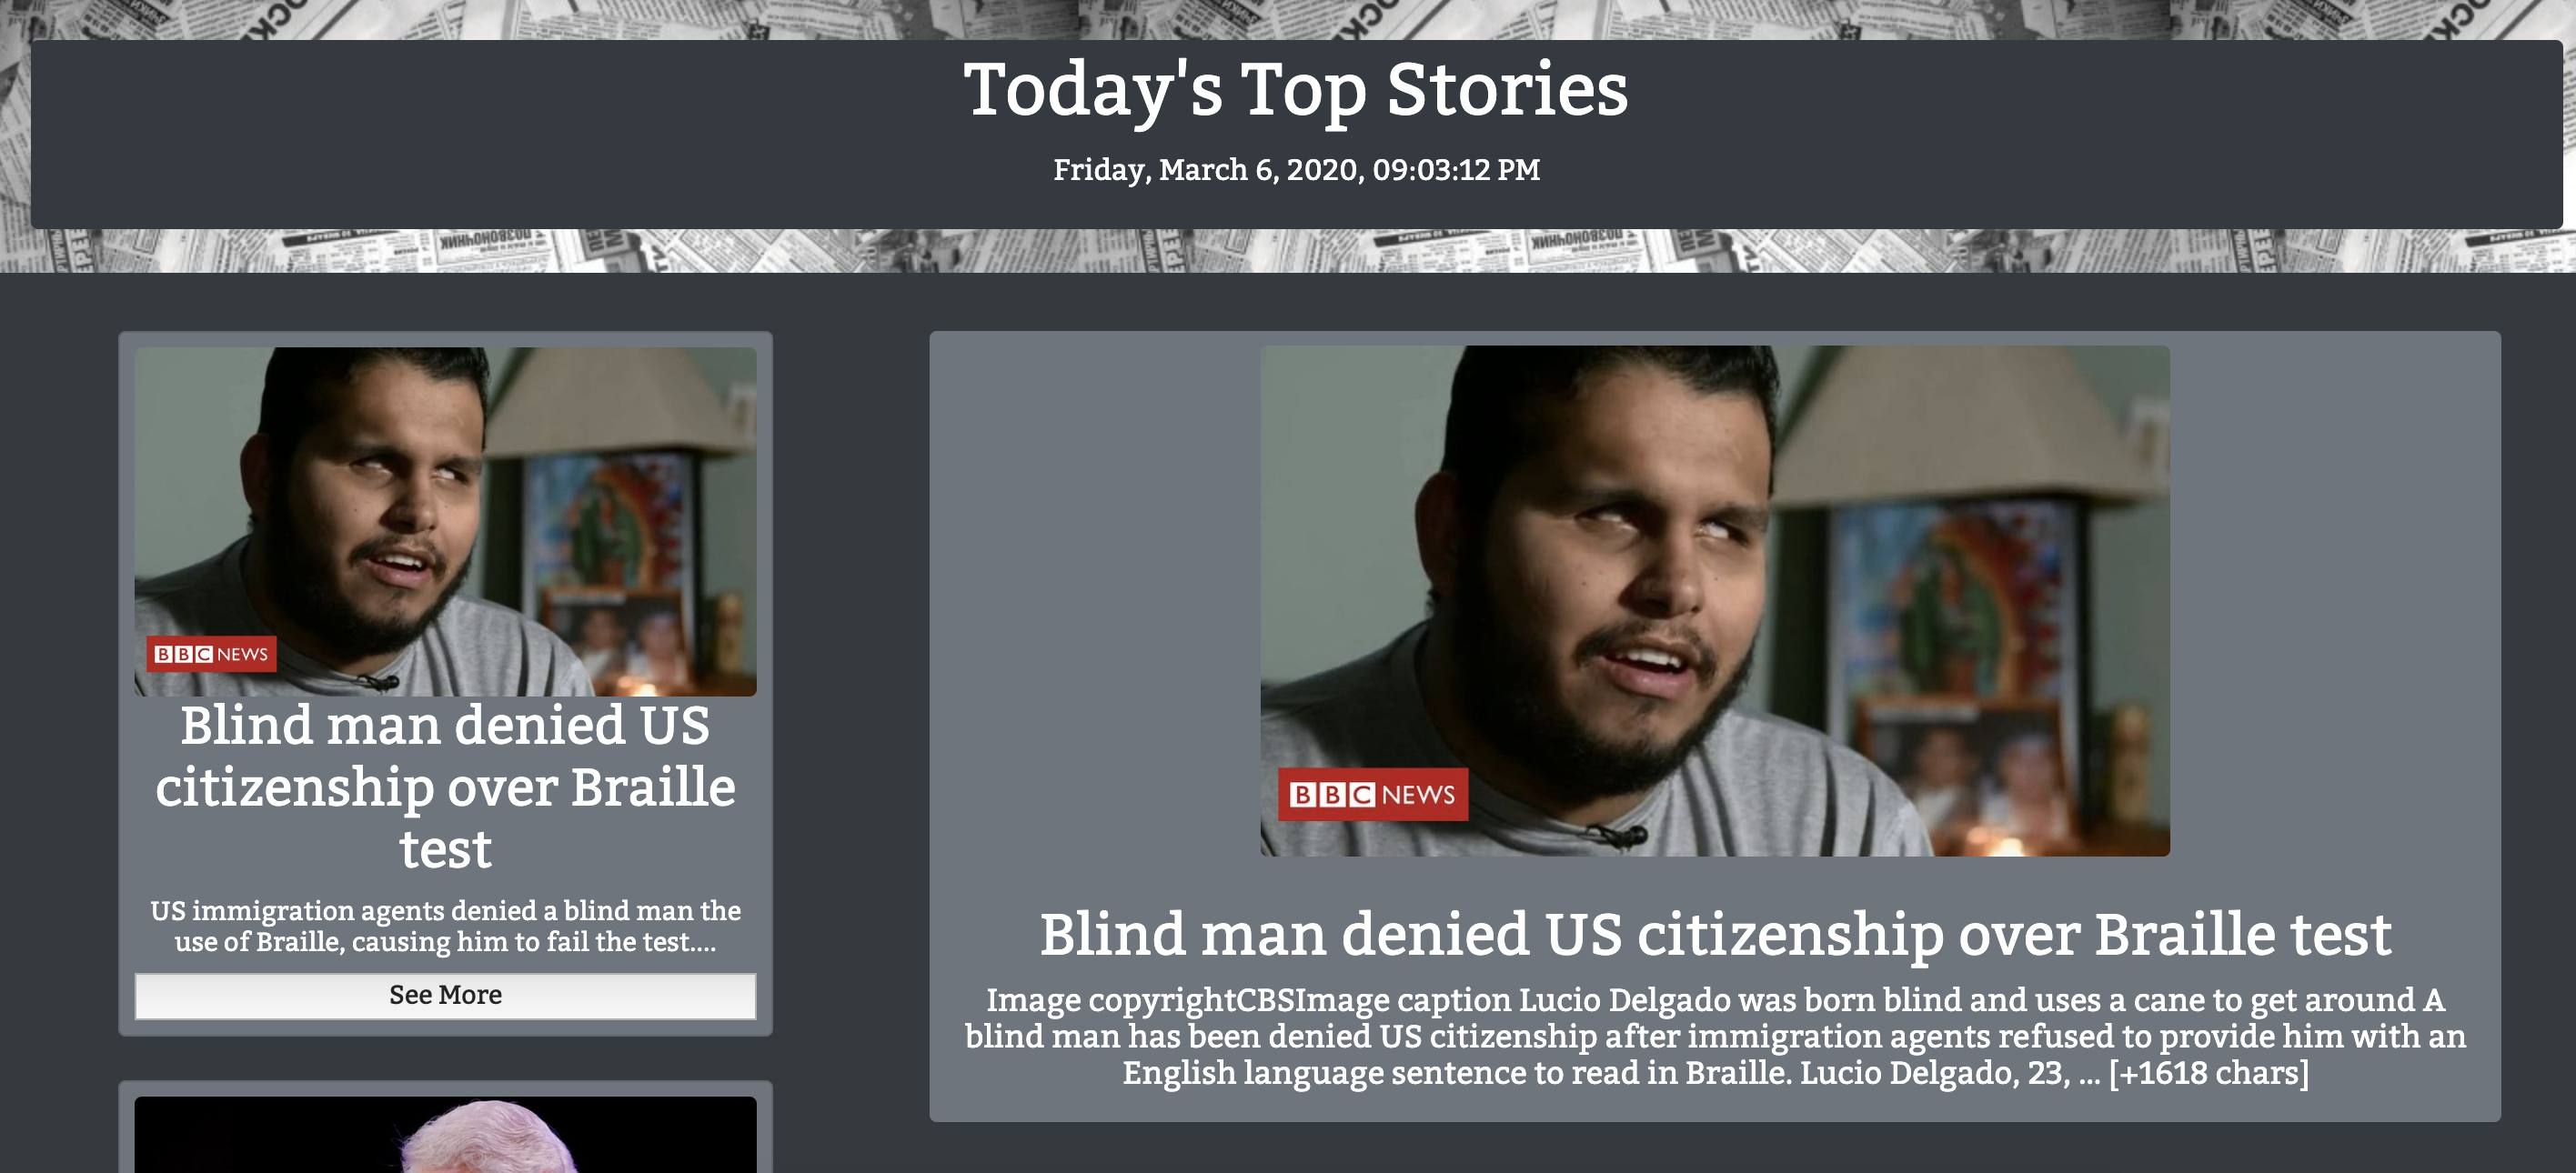 Today's Top Stories
Friday, March 6, 2020, 09:03:12 PM
BBC NEWS
Blind man denied US
citizenship over Braille
test
US immigration agents denied a blind man the
use of Braille, causing him to fail the test....
See More
BBC NEWS
Blind man denied US citizenship over Braille test
Image copyrightCBSImage caption Lucio Delgado was born blind and uses a cane to get around A
blind man has been denied US citizenship after immigration agents refused to provide him with an
English language sentence to read in Braille. Lucio Delgado, 23, ... [+1618 chars]